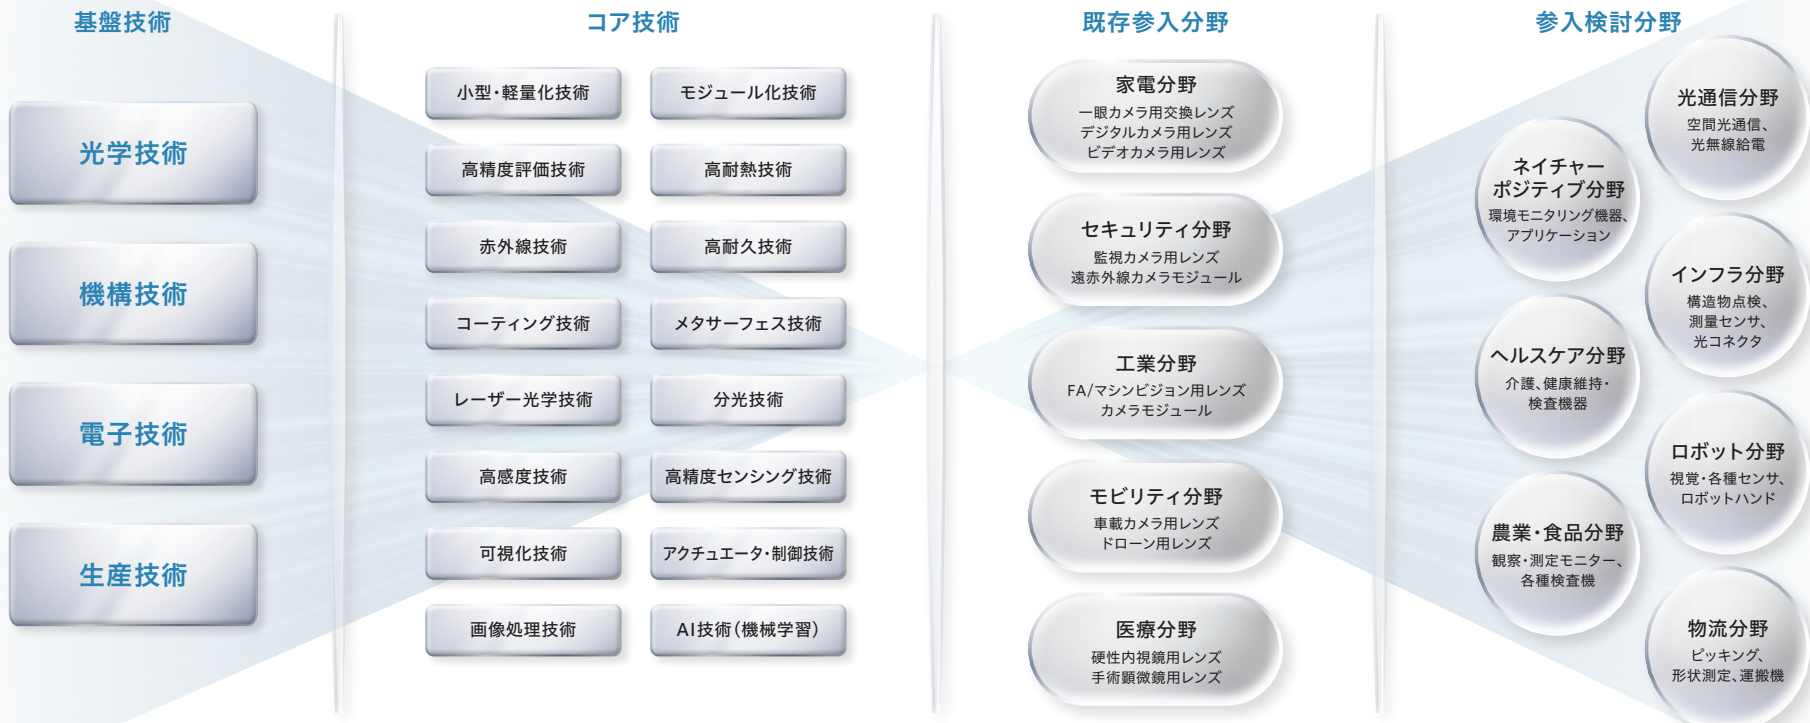 基盤技術
光学技術
機構技術
電子技術
生産技術
コア技術
小型・軽量化技術
モジュール化技術
高精度評価技術
高耐熱技術
赤外線技術
高耐久技術
コーティング技術
メタサーフェス技術
レーザー光学技術
分光技術
高感度技術
高精度センシング技術
可視化技術
アクチュエータ・制御技術
画像処理技術
AI技術（機械学習）
既存参入分野
家電分野
一眼カメラ用交換レンズ
デジタルカメラ用レンズ
ビデオカメラ用レンズ
セキュリティ分野
監視カメラ用レンズ
遠赤外線カメラモジュール
工業分野
FA/マシンビジョン用レンズ
カメラモジュール
モビリティ分野
車載カメラ用レンズ
ドローン用レンズ
医療分野
硬性内視鏡用レンズ
手術顕微鏡用レンズ
参入検討分野
光通信分野
空間光通信、
光無線給電
ネイチャー
ポジティブ分野
環境モニタリング機器、
アプリケーション
インフラ分野
構造物点検、
測量センサ、
光コネクタ
ヘルスケア分野
介護、健康維持・
検査機器
ロボット分野
視覚・各種センサ、
ロボットハンド
農業・食品分野
観察・測定モニター、
各種検査機
物流分野
ピッキング、
形状測定、運搬機